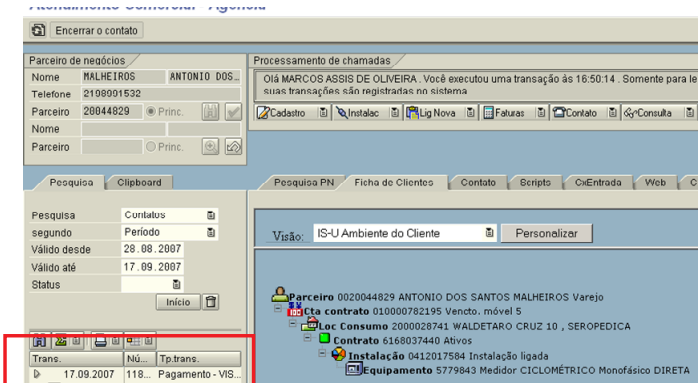 Atendimento Comercial - Agência
Encerrar o contato
Parceiro de negócios
Nome MALHEIROS ANTONIO DOS...
Telefone 2198091532
Parceiro 20044829 Princ.
Nome
Parceiro Princ.
Processamento de chamadas
Olá MARCOS ASSIS DE OLIVEIRA . Você executou uma transação às 16:50:14 . Somente para le
suas transações são registradas no sistema
Cadastro Instalac Lig Nova Faturas Contato Consulta
Pesquisa Clipboard
Pesquisa PN Ficha de Clientes Contato Scripts CxEntrada Web C
Pesquisa Contatos
segundo Período
Válido desde 28.08.2007
Válido até 17.09.2007
Status
Início
Visão: IS-U Ambiente do Cliente Personalizar
Parceiro 0020044829 ANTONIO DOS SANTOS MALHEIROS Varejo
Cta contrato 010000782195 Vencto. móvel 5
Loc Consumo 2000028741 WALDETARO CRUZ 10 , SEROPEDICA
Contrato 6168037440 Ativos
Instalação 0412017584 Instalação ligada
Equipamento 5779843 Medidor CICLOMÉTRICO Monofásico DIRETA
Trans. Nú... Tp.trans.
17.09.2007 118... Pagamento - VIS...